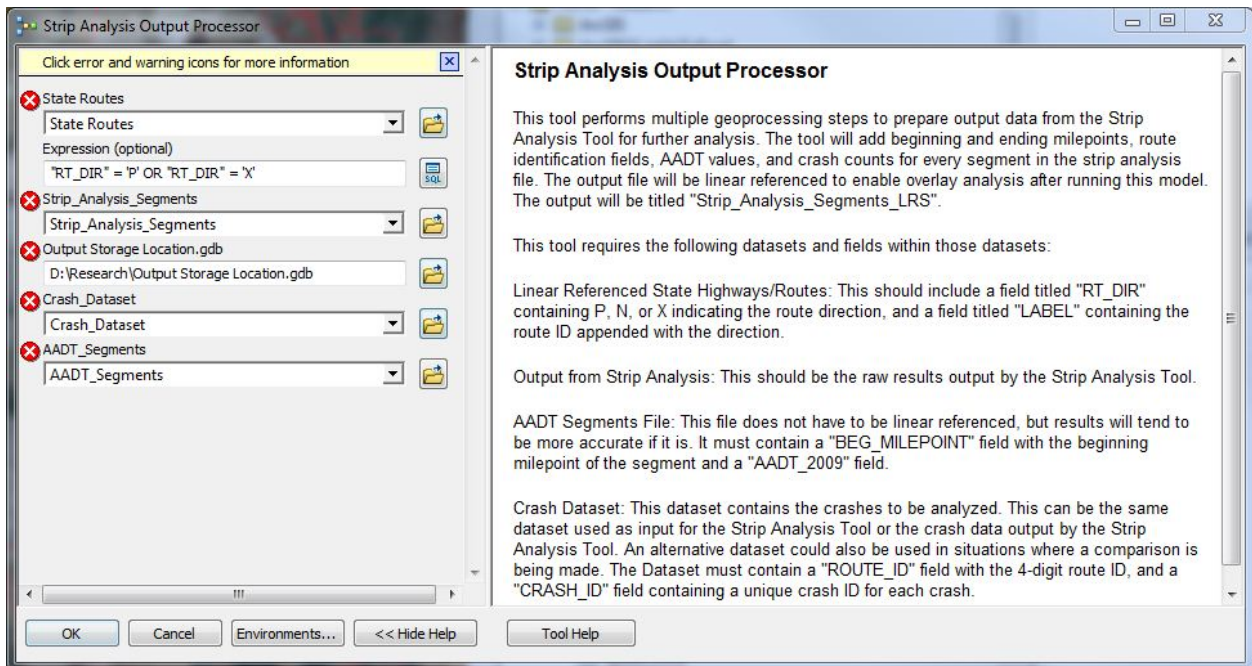 Strip Analysis Output Processor
Click error and warning icons for more information
State Routes
State Routes
Expression (optional)
"RT_DIR" = 'P' OR "RT_DIR" = 'X'
SQL
Strip_Analysis_Segments
Strip_Analysis_Segments
Output Storage Location.gdb
D:\Research\Output Storage Location.gdb
Crash_Dataset
Crash_Dataset
AADT_Segments
AADT_Segments
Strip Analysis Output Processor
This tool performs multiple geoprocessing steps to prepare output data from the Strip
Analysis Tool for further analysis. The tool will add beginning and ending milepoints, route
identification fields, AADT values, and crash counts for every segment in the strip analysis
file. The output file will be linear referenced to enable overlay analysis after running this model.
The output will be titled "Strip_Analysis_Segments_LRS".
This tool requires the following datasets and fields within those datasets:
Linear Referenced State Highways/Routes: This should include a field titled "RT_DIR"
containing P, N, or X indicating the route direction, and a field titled "LABEL" containing the
route ID appended with the direction.
Output from Strip Analysis: This should be the raw results output by the Strip Analysis Tool.
AADT Segments File: This file does not have to be linear referenced, but results will tend to
be more accurate if it is. It must contain a "BEG_MILEPOINT" field with the beginning
milepoint of the segment and a "AADT_2009" field.
Crash Dataset: This dataset contains the crashes to be analyzed. This can be the same
dataset used as input for the Strip Analysis Tool or the crash data output by the Strip
Analysis Tool. An alternative dataset could also be used in situations where a comparison is
being made. The Dataset must contain a "ROUTE_ID" field with the 4-digit route ID, and a
"CRASH_ID" field containing a unique crash ID for each crash.
OK
Cancel
Environments...
<< Hide Help
Tool Help